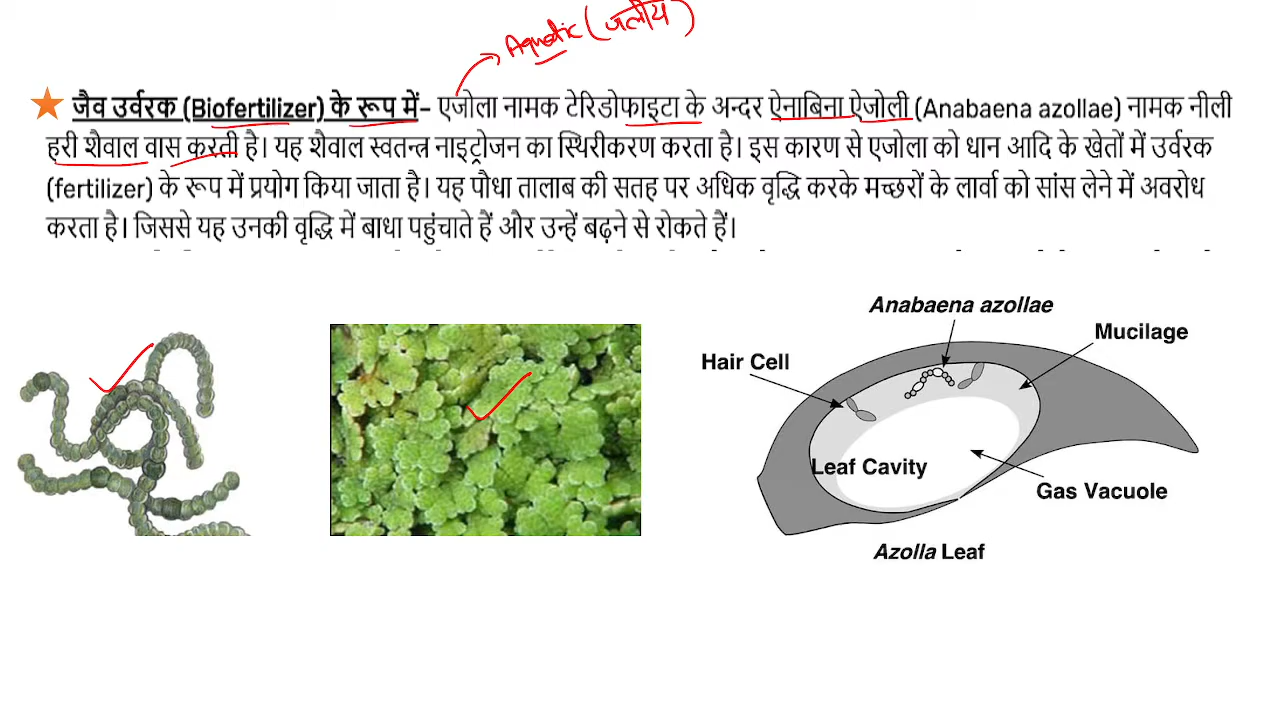 Aquatic (जलीय)
जैव उर्वरक (Biofertilizer) के रूप में– एजोला नामक टेरिडोफाइटा के अन्दर ऐनाबिना ऐजोली (Anabaena azollae) नामक नीली
हरी शैवाल वास करती है। यह शैवाल स्वतन्त्र नाइट्रोजन का स्थिरीकरण करता है। इस कारण से एजोला को धान आदि के खेतों में उर्वरक
(fertilizer) के रूप में प्रयोग किया जाता है। यह पौधा तालाब की सतह पर अधिक वृद्धि करके मच्छरों के लार्वा को सांस लेने में अवरोध
करता है। जिससे यह उनकी वृद्धि में बाधा पहुंचाते हैं और उन्हें बढ़ने से रोकते हैं।
Anabaena azollae
Mucilage
Hair Cell
Leaf Cavity
Gas Vacuole
Azolla Leaf